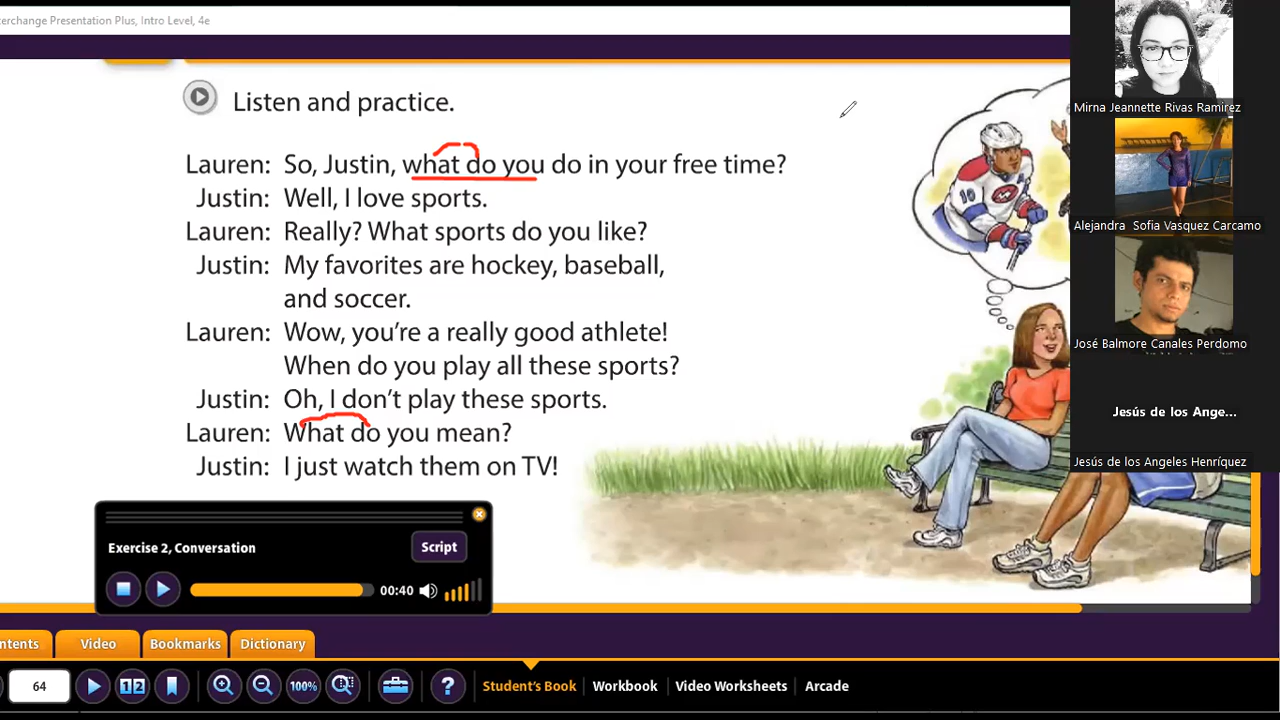 erchange Presentation Plus, Intro Level, 4e
Listen and practice.
Lauren: So, Justin, what do you do in your free time?
Justin: Well, I love sports.
Lauren: Really? What sports do you like?
Justin: My favorites are hockey, baseball,
and soccer.
Lauren: Wow, you're a really good athlete!
When do you play all these sports?
Justin: Oh, I don't play these sports.
Lauren: What do you mean?
Justin: I just watch them on TV!
16
Exercise 2, Conversation
Script
00:40
Mirna Jeannette Rivas Ramirez
Alejandra Sofia Vasquez Carcamo
José Balmore Canales Perdomo
Jesús de los Ange...
Jesús de los Angeles Henríquez
ntents
Video
Bookmarks
Dictionary
64
12
100%
?
Student's Book
Workbook
Video Worksheets
Arcade